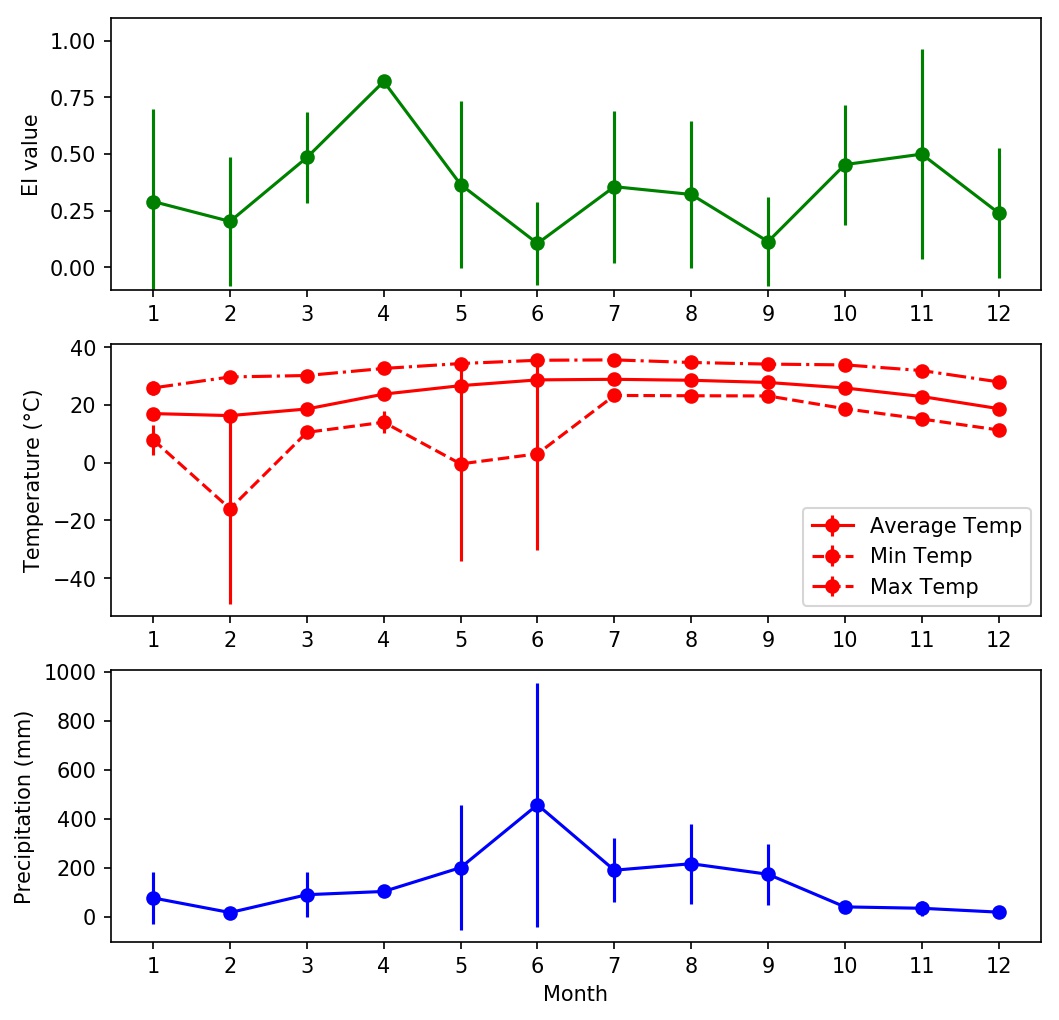 EI value
1.00
0.75
0.50
0.25
0.00
1 2 3 4 5 6 7 8 9 10 11 12
Temperature (°C)
40
20
0
−20
−40
Average Temp
Min Temp
Max Temp
1 2 3 4 5 6 7 8 9 10 11 12
Precipitation (mm)
1000
800
600
400
200
0
1 2 3 4 5 6 7 8 9 10 11 12
Month